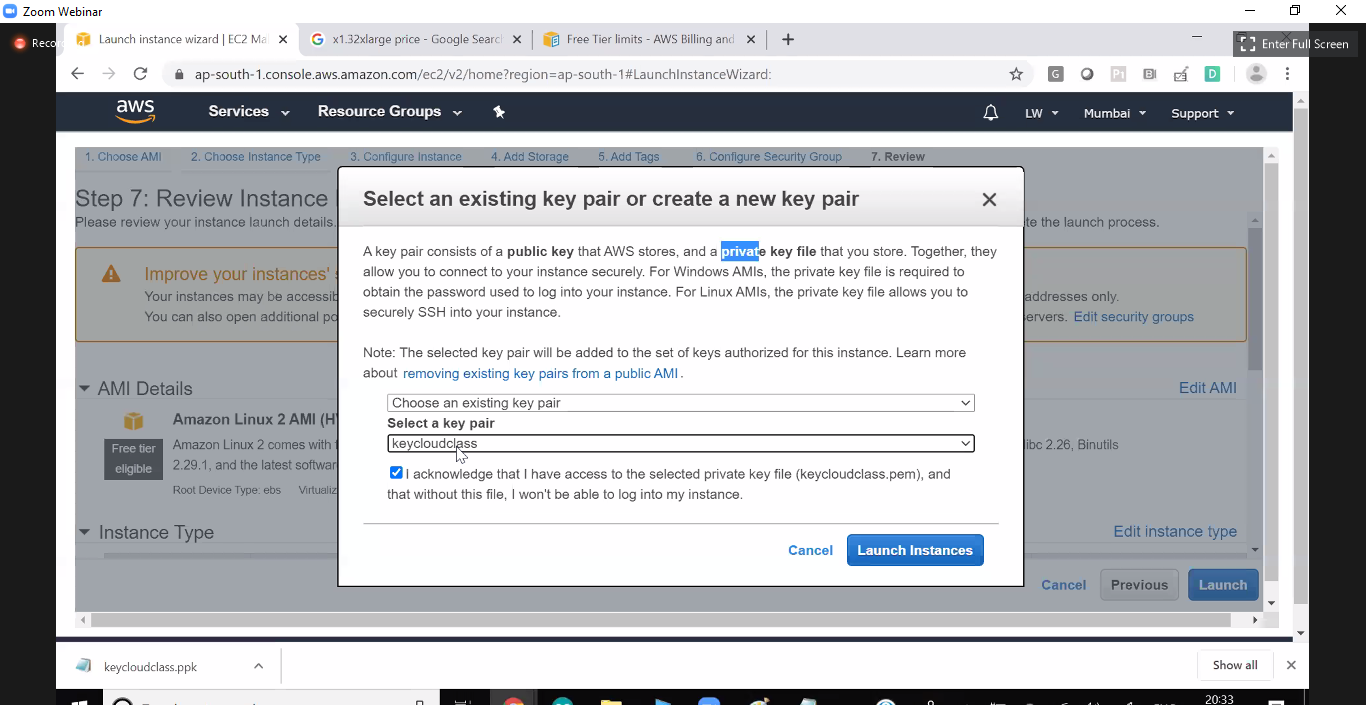 Zoom Webinar
Recor
Launch instance wizard | EC2 Ma
x1.32xlarge price - Google Searc
Free Tier limits - AWS Billing and
Enter Full Screen
ap-south-1.console.aws.amazon.com/ec2/v2/home?region=ap-south-1#LaunchInstanceWizard:
aws
Services
Resource Groups
LW
Mumbai
Support
1. Choose AMI
2. Choose Instance Type
3. Configure Instance
4. Add Storage
5. Add Tags
6. Configure Security Group
7. Review
Step 7: Review Instance
Please review your instance launch details.
te the launch process.
Improve your instances' s
Your instances may be accessib
addresses only.
You can also open additional po
ervers. Edit security groups
AMI Details
Edit AMI
Amazon Linux 2 AMI (H
Free tier
eligible
Amazon Linux 2 comes with
ibc 2.26, Binutils
2.29.1, and the latest softwar
Root Device Type: ebs
Virtualiz
Instance Type
Edit instance type
Select an existing key pair or create a new key pair
A key pair consists of a public key that AWS stores, and a private key file that you store. Together, they
allow you to connect to your instance securely. For Windows AMIs, the private key file is required to
obtain the password used to log into your instance. For Linux AMIs, the private key file allows you to
securely SSH into your instance.
Note: The selected key pair will be added to the set of keys authorized for this instance. Learn more
about removing existing key pairs from a public AMI.
Choose an existing key pair
Select a key pair
keycloudclass
I acknowledge that I have access to the selected private key file (keycloudclass.pem), and
that without this file, I won't be able to log into my instance.
Cancel
Launch Instances
Cancel
Previous
Launch
keycloudclass.ppk
Show all
20:33